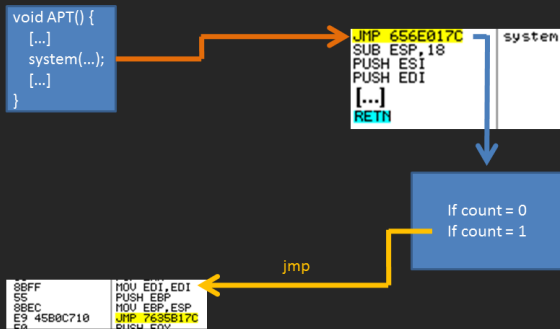 void APT() {
[...]
system(...);
[...]
}
JMP 656E017C
system
SUB ESP,18
PUSH ESI
PUSH EDI
[...]
RETN
If count = 0
If count = 1
jmp
8BFF MOV EDI,EDI
55 PUSH EBP
8BEC MOV EBP,ESP
E9 45B0C710 JMP 7635B17C